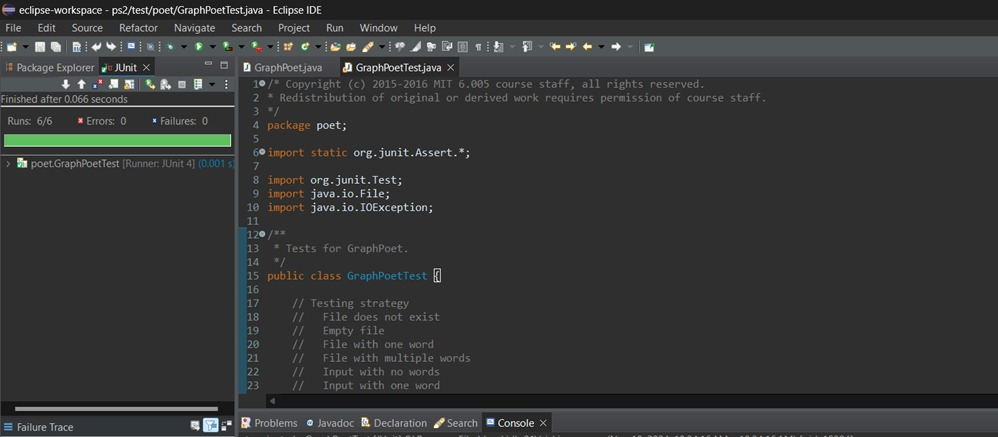 eclipse-workspace - ps2/test/poet/GraphPoetTest.java - Eclipse IDE
File Edit Source Refactor Navigate Search Project Run Window Help
Package Explorer JUnit
GraphPoet.java GraphPoetTest.java
Finished after 0.066 seconds
Runs: 6/6 Errors: 0 Failures: 0
poet.GraphPoetTest [Runner: JUnit 4] (0.001 s)
1 /* Copyright (c) 2015-2016 MIT 6.005 course staff, all rights reserved.
2 * Redistribution of original or derived work requires permission of course staff.
3 */
4 package poet;
5
6 import static org.junit.Assert.*;
7
8 import org.junit.Test;
9 import java.io.File;
10 import java.io.IOException;
11
12 /**
13 * Tests for GraphPoet.
14 */
15 public class GraphPoetTest {
16
17 // Testing strategy
18 // File does not exist
19 // Empty file
20 // File with one word
21 // File with multiple words
22 // Input with no words
23 // Input with one word
Failure Trace
Problems Javadoc Declaration Search Console